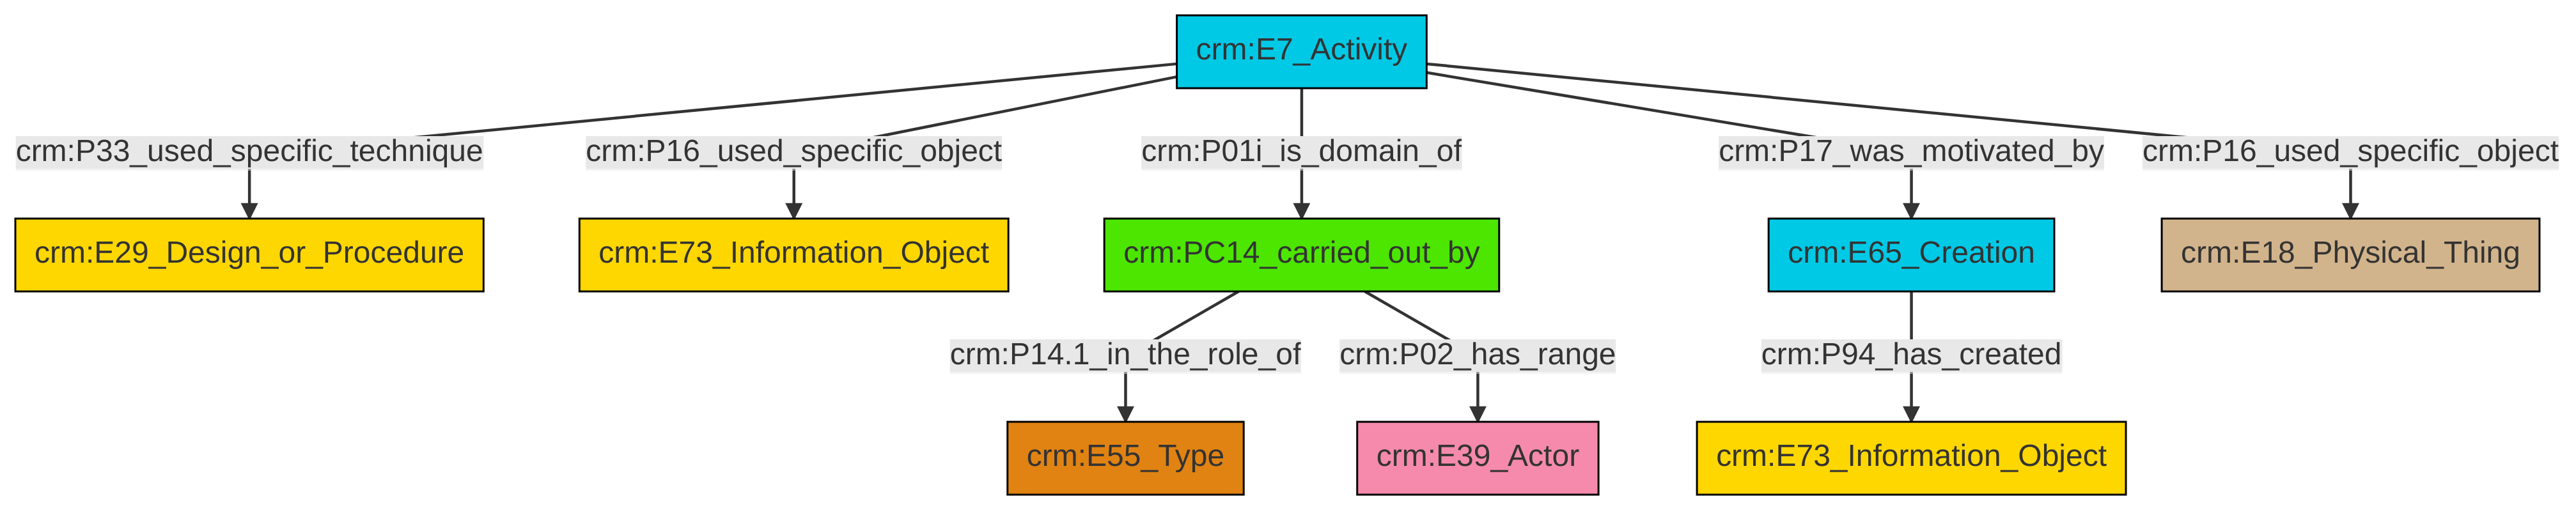 crm:E7_Activity
crm:P33_used_specific_technique
crm:P16_used_specific_object
crm:P01i_is_domain_of
crm:P17_was_motivated_by
crm:P16_used_specific_object
crm:E29_Design_or_Procedure
crm:E73_Information_Object
crm:PC14_carried_out_by
crm:E65_Creation
crm:E18_Physical_Thing
crm:P14.1_in_the_role_of
crm:P02_has_range
crm:P94_has_created
crm:E55_Type
crm:E39_Actor
crm:E73_Information_Object